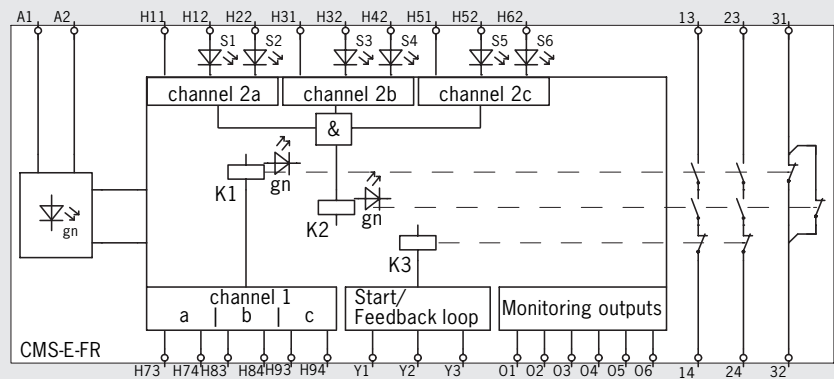 A1 A2 H11 H12 H22 H31 H32 H42 H51 H52 H62 13 23 31
S1 S2 S3 S4 S5 S6
channel 2a channel 2b channel 2c
&
K1 gn
K2 gn
gn
K3
channel 1 Start/
a b c Feedback loop Monitoring outputs
CMS-E-FR
H73 H74 H83 H84 H93 H94 Y1 Y2 Y3 O1 O2 O3 O4 O5 O6 14 24 32